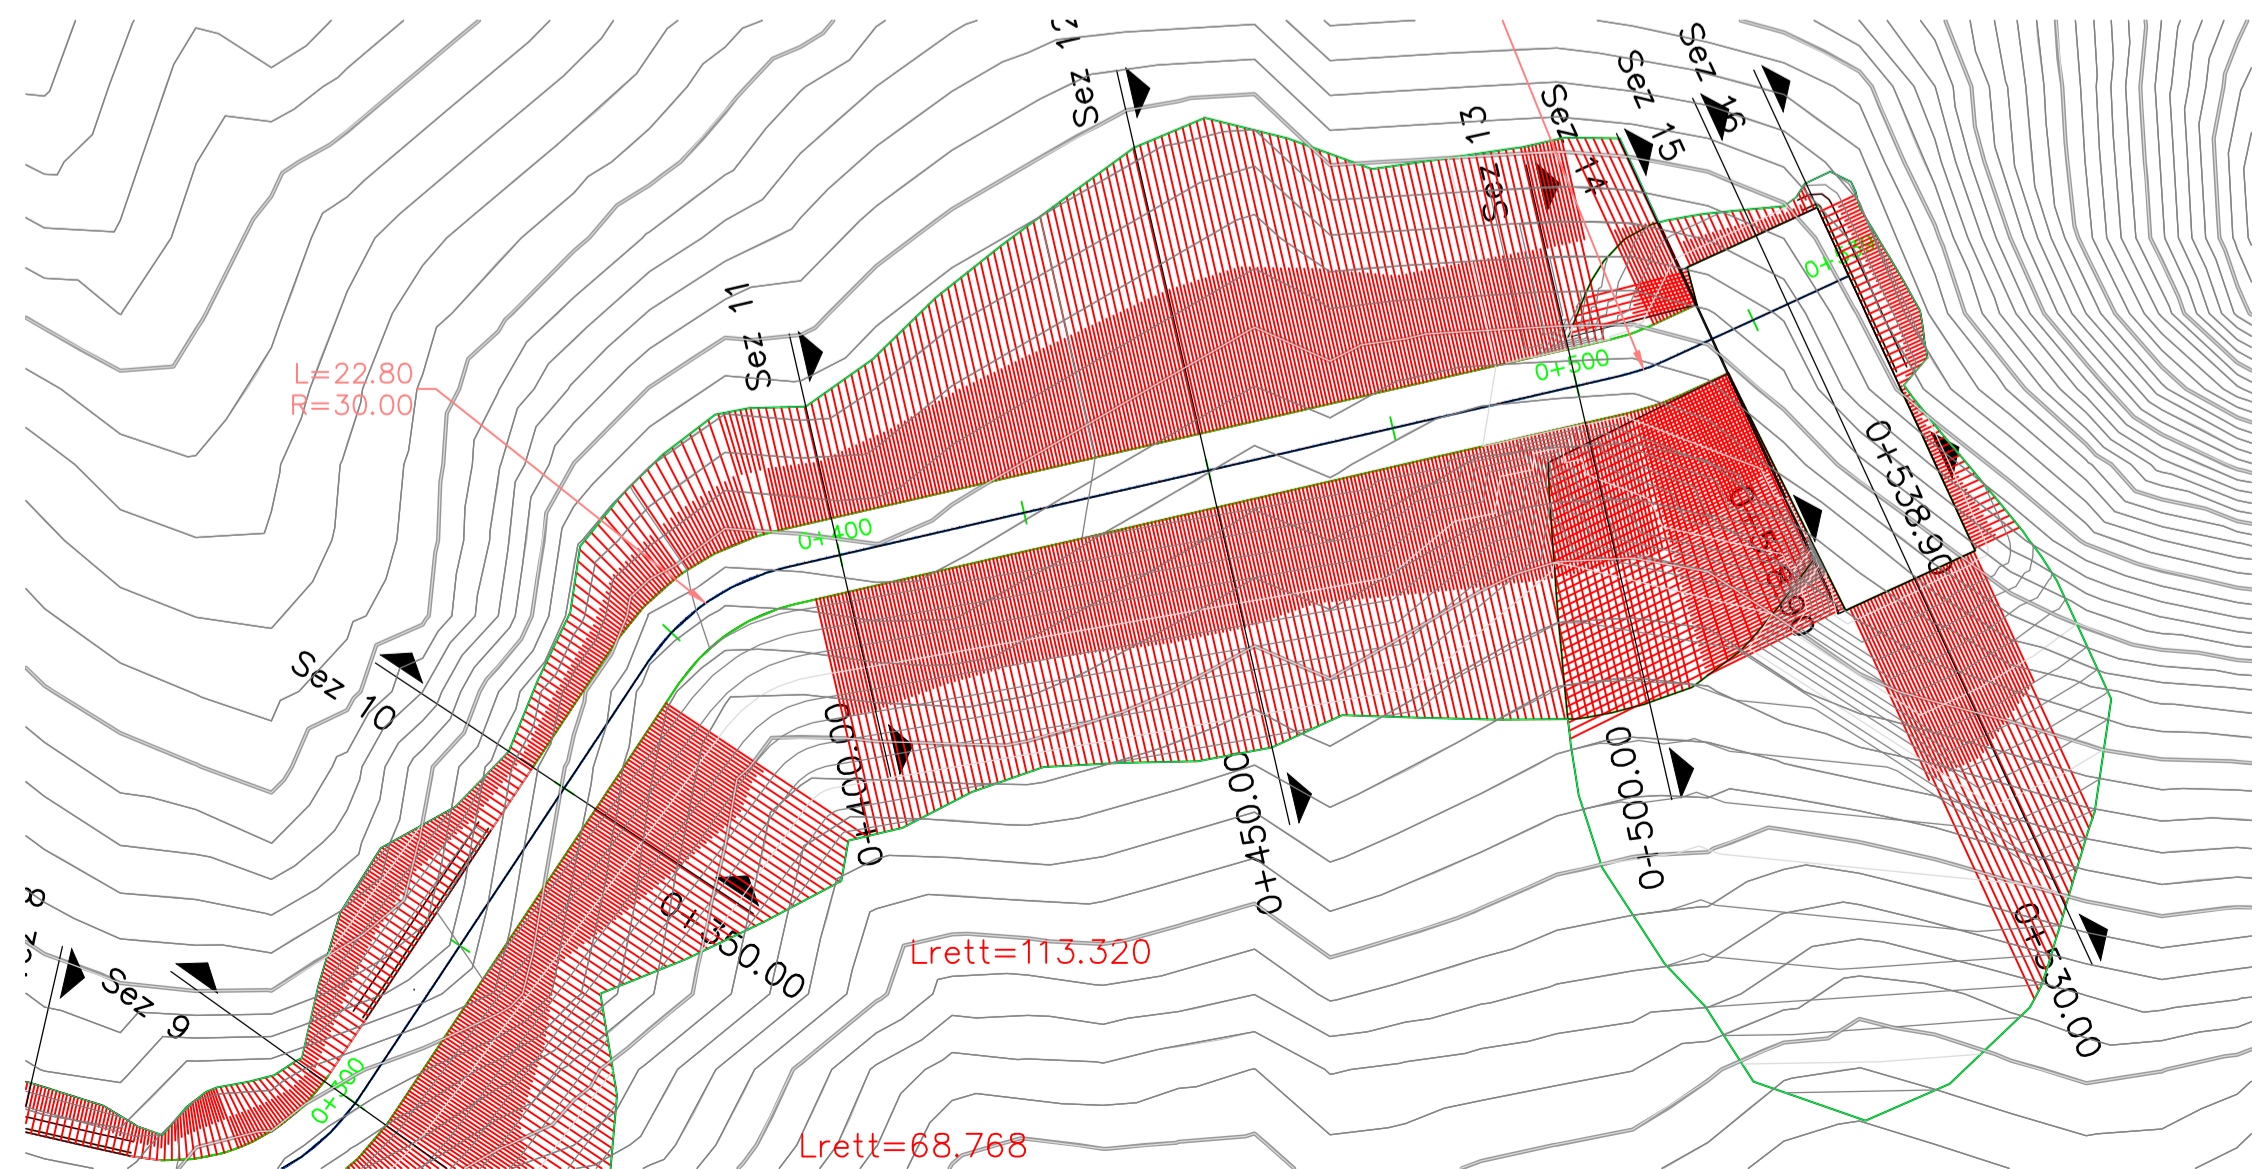 Sez 12
Sez 16
Sez 15
Sez 14
Sez 13
Sez 11
Sez 10
Sez 9
L=22.80
R=30.00
0+300
0+400
0+500
0+350.00
0+400.00
0+450.00
0+500.00
0+538.90
0+530.00
Lrett=113.320
Lrett=68.768